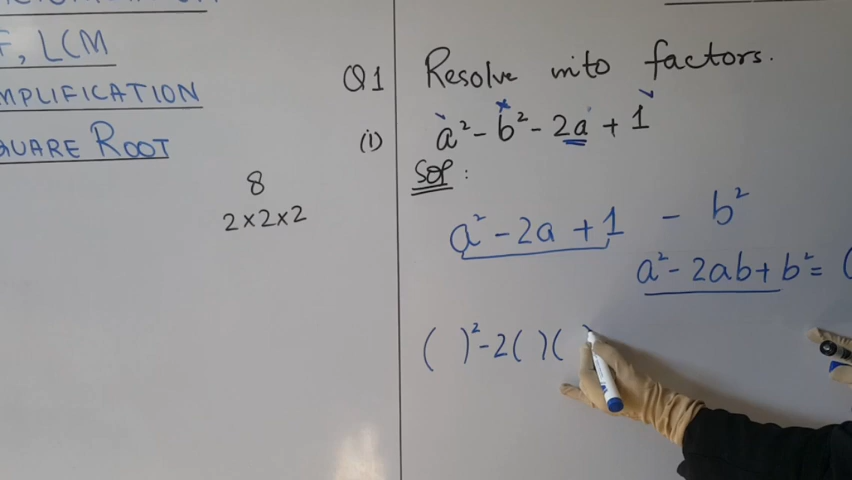 , LCM
MPLIFICATION
QUARE ROOT
8
2×2×2
Q1 Resolve into factors.
(i) a² - b² - 2a + 1
Sol:
a² - 2a + 1 - b²
a² - 2ab + b² = (
( )² - 2 ( ) ( )